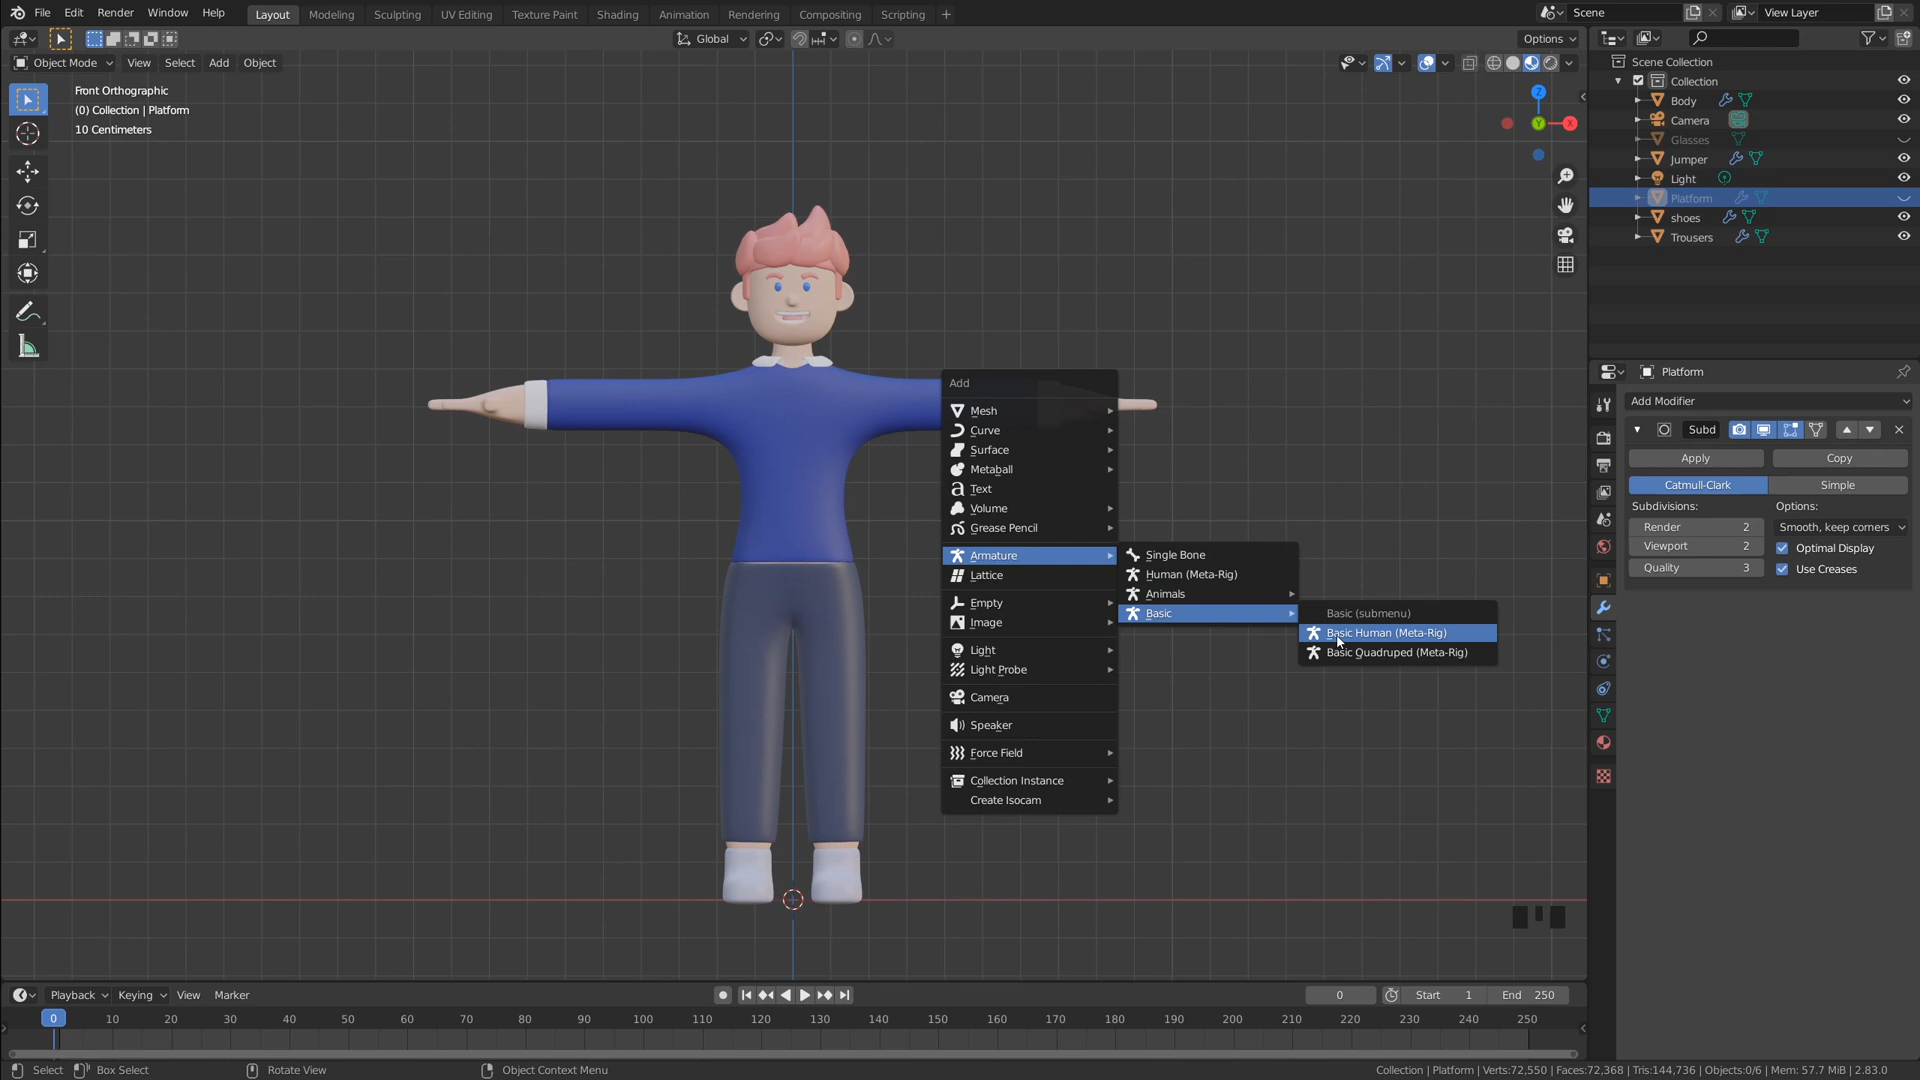 File Edit Render Window Help Layout Modeling Sculpting UV Editing Texture Paint Shading Animation Rendering Compositing Scripting + Scene View Layer
Global Options
Object Mode View Select Add Object
Front Orthographic
(0) Collection | Platform
10 Centimeters
Z
Y
X
Scene Collection
Collection
Body
Camera
Glasses
Jumper
Light
Platform
shoes
Trousers
Add
Mesh
Curve
Surface
Metaball
Text
Volume
Grease Pencil
Armature
Lattice
Empty
Image
Light
Light Probe
Camera
Speaker
Force Field
Collection Instance
Create Isocam
Single Bone
Human (Meta-Rig)
Animals
Basic
Basic (submenu)
Basic Human (Meta-Rig)
Basic Quadruped (Meta-Rig)
Platform
Add Modifier
Subd
Apply Copy
Catmull-Clark Simple
Subdivisions: Options:
Render 2 Smooth, keep corners
Viewport 2 Optimal Display
Quality 3 Use Creases
Playback Keying View Marker 0 Start 1 End 250
0 10 20 30 40 50 60 70 80 90 100 110 120 130 140 150 160 170 180 190 200 210 220 230 240 250
Select Box Select Rotate View Object Context Menu Collection | Platform | Verts:72,550 | Faces:72,368 | Tris:144,736 | Objects:0/6 | Mem: 57.7 MiB | 2.83.0